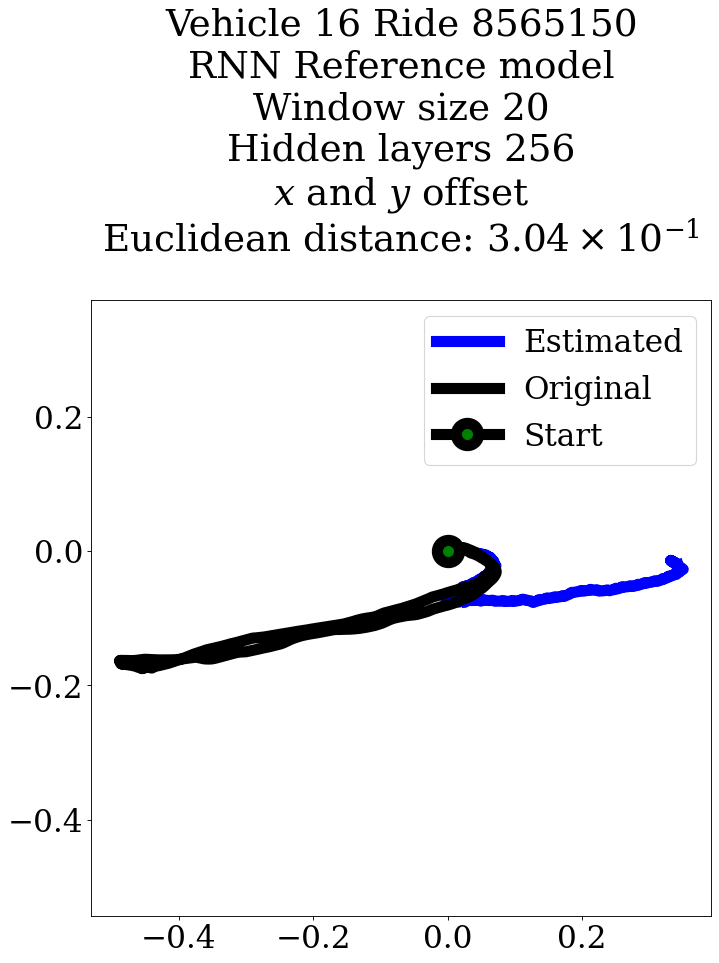 Vehicle 16 Ride 8565150
RNN Reference model
Window size 20
Hidden layers 256
x and y offset
Euclidean distance: 3.04 × 10⁻¹
Estimated
Original
Start
0.2
0.0
−0.2
−0.4
−0.4 −0.2 0.0 0.2